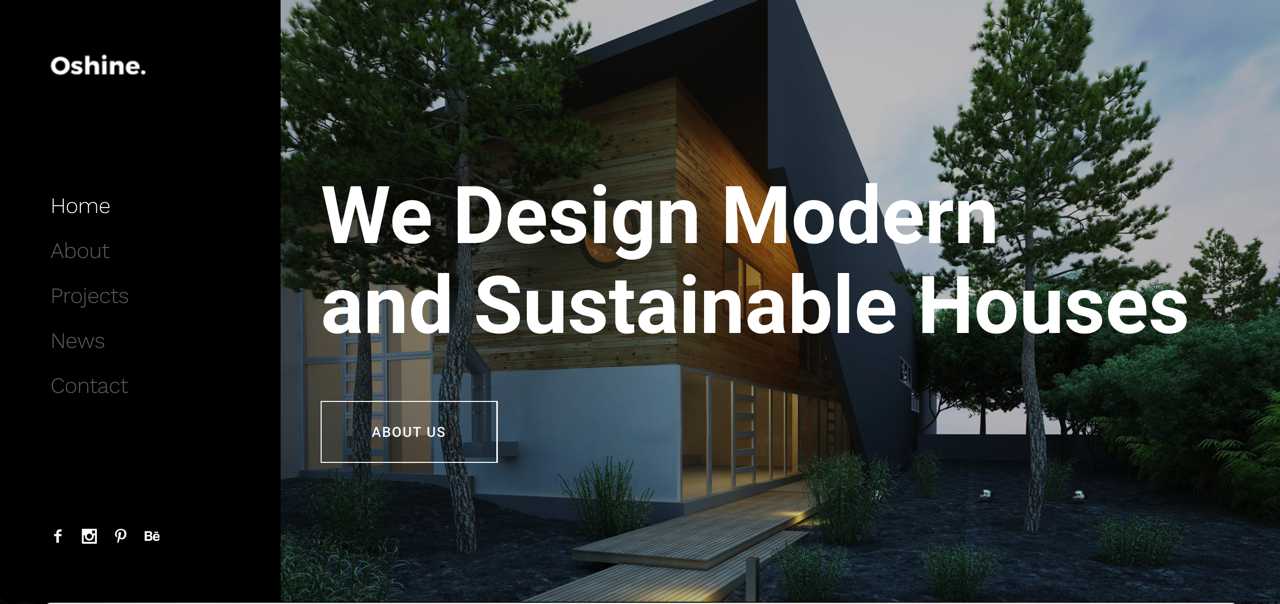 Oshine.
Home
About
Projects
News
Contact
We Design Modern
and Sustainable Houses
ABOUT US
Bē